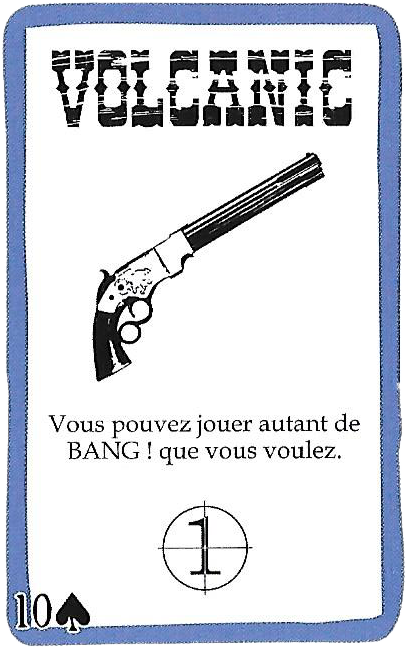 VOLCANIC
Vous pouvez jouer autant de
BANG ! que vous voulez.
1
10♠